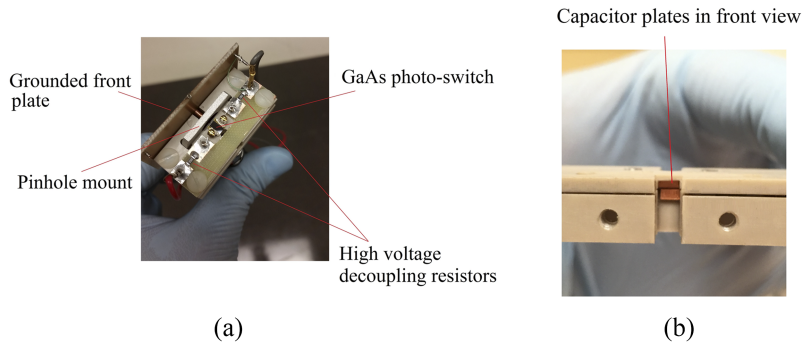 Capacitor plates in front view
Grounded front
plate
GaAs photo-switch
Pinhole mount
High voltage
decoupling resistors
(a)
(b)